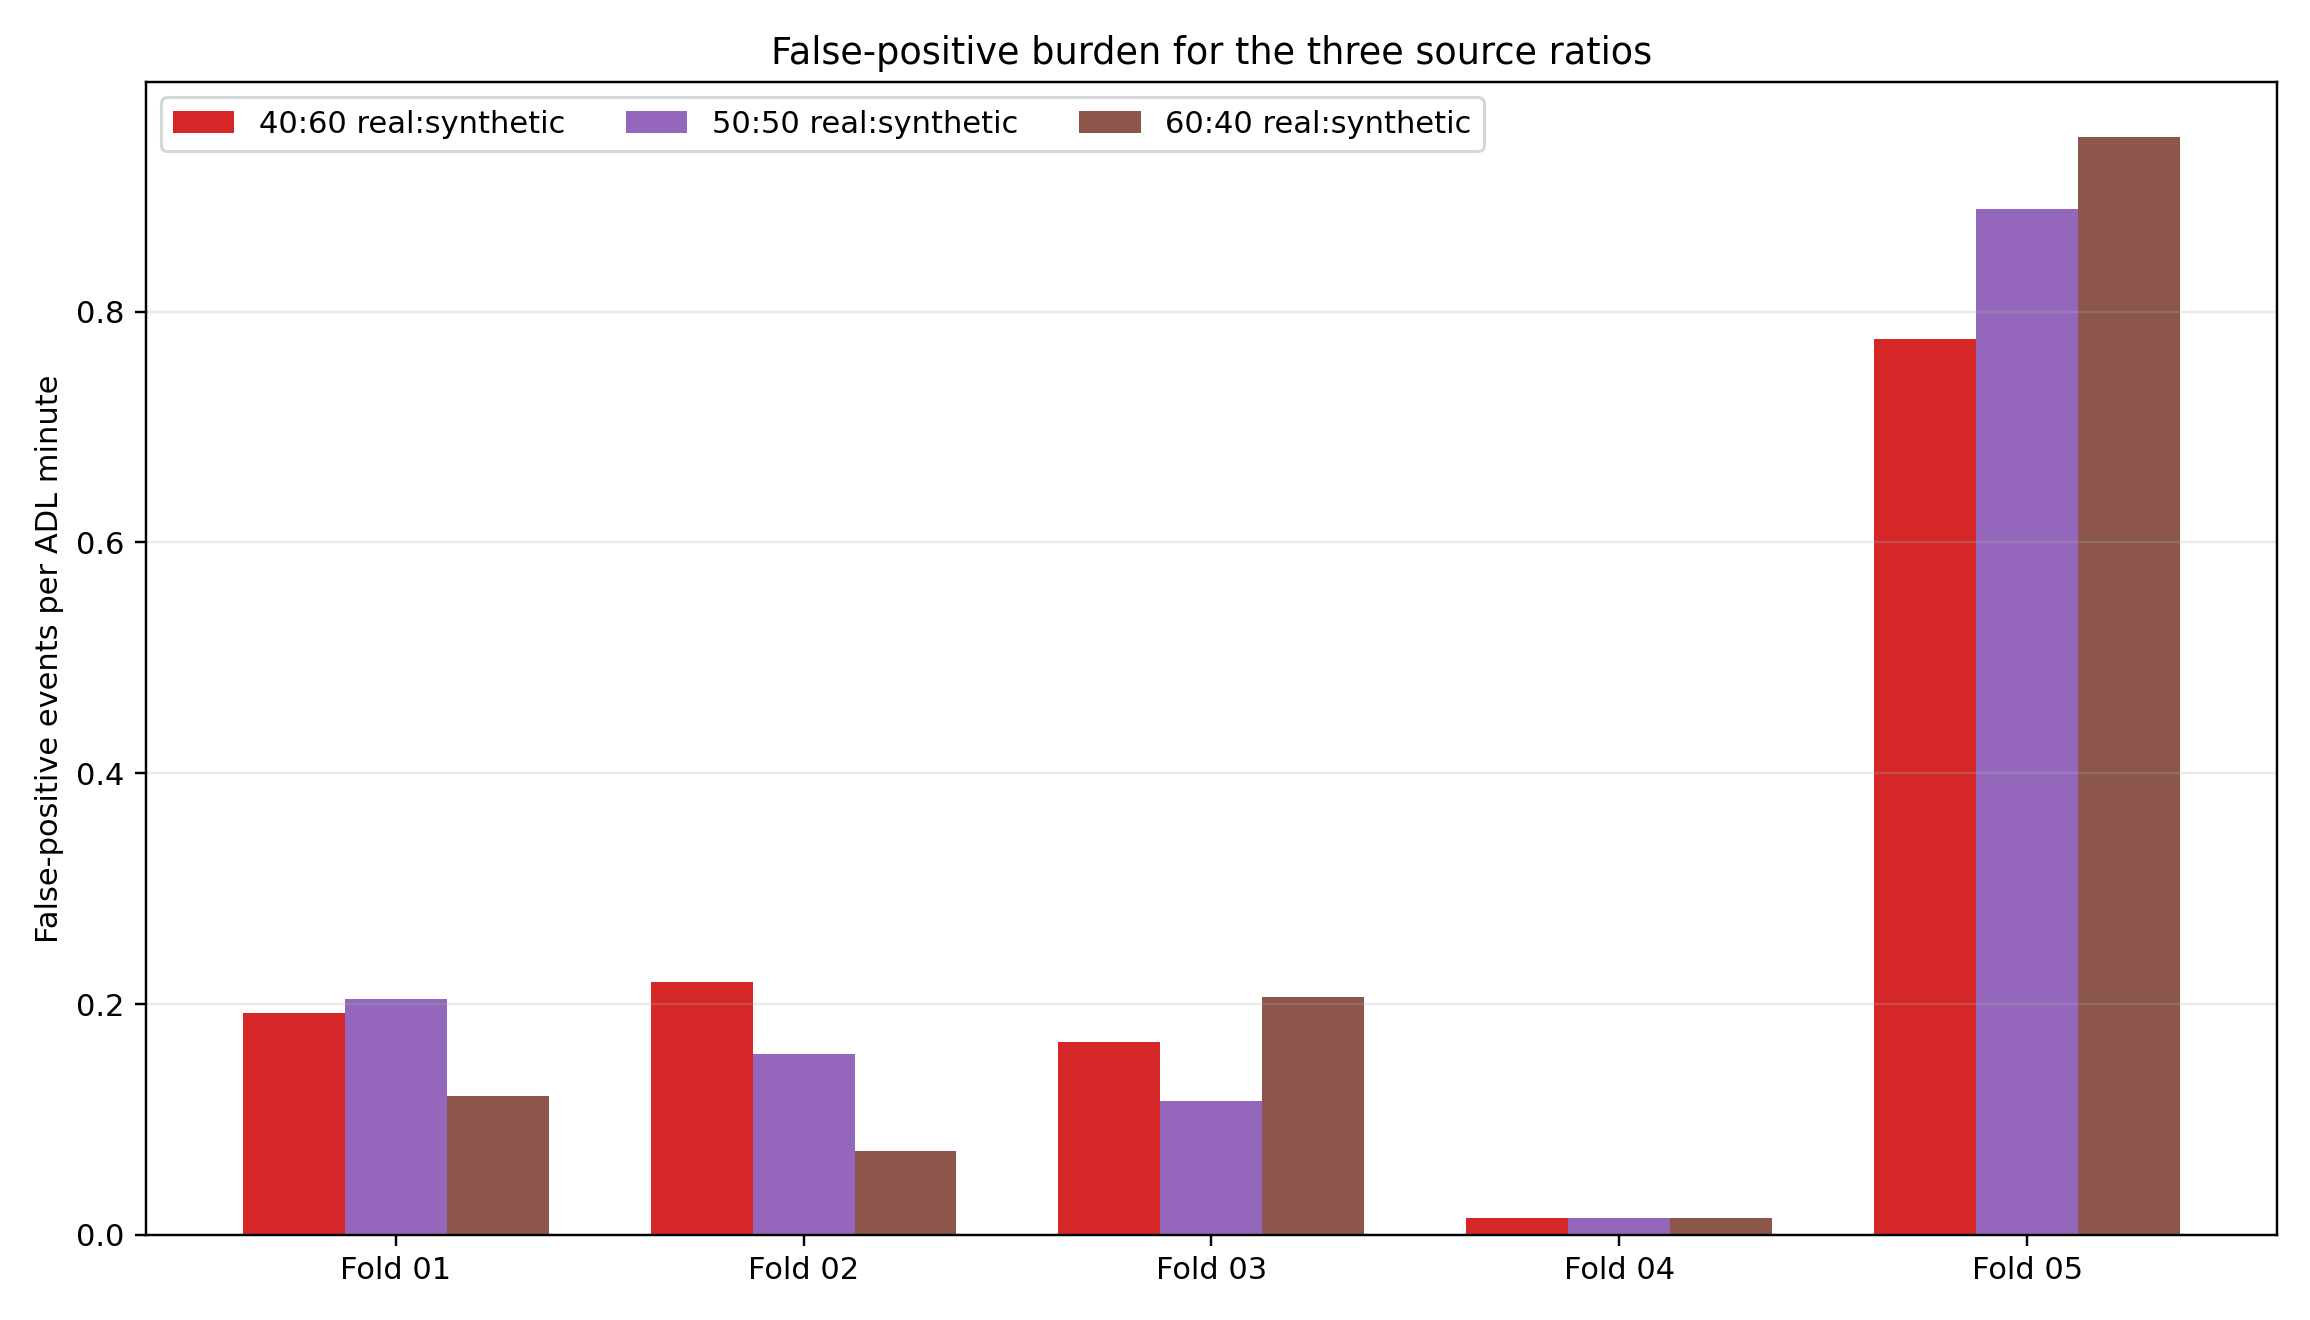 False-positive burden for the three source ratios
40:60 real:synthetic 50:50 real:synthetic 60:40 real:synthetic
False-positive events per ADL minute
0.8
0.6
0.4
0.2
0.0
Fold 01 Fold 02 Fold 03 Fold 04 Fold 05